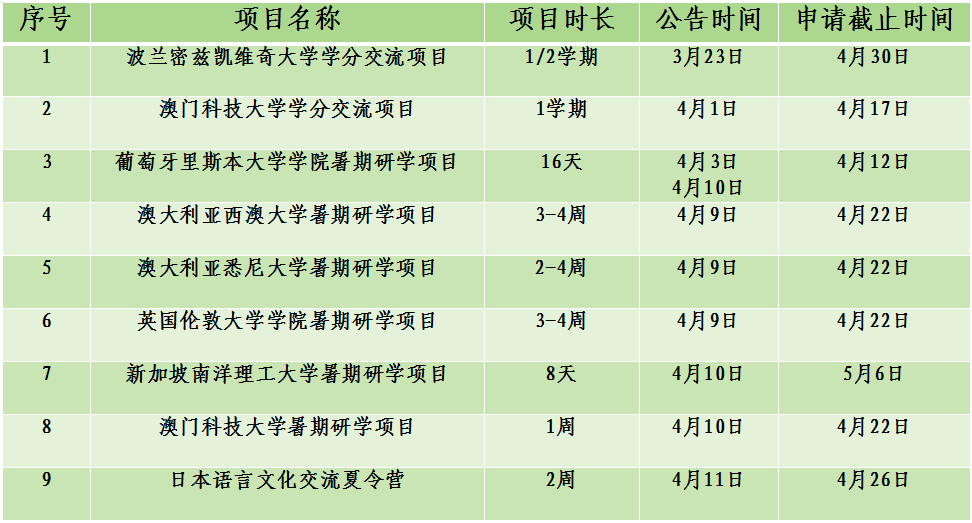 序号 项目名称 项目时长 公告时间 申请截止时间
1 波兰密兹凯维奇大学学分交流项目 1/2学期 3月23日 4月30日
2 澳门科技大学学分交流项目 1学期 4月1日 4月17日
3 葡萄牙里斯本大学学院暑期研学项目 16天 4月3日 4月12日
4月10日
4 澳大利亚西澳大学暑期研学项目 3-4周 4月9日 4月22日
5 澳大利亚悉尼大学暑期研学项目 2-4周 4月9日 4月22日
6 英国伦敦大学学院暑期研学项目 3-4周 4月9日 4月22日
7 新加坡南洋理工大学暑期研学项目 8天 4月10日 5月6日
8 澳门科技大学暑期研学项目 1周 4月10日 4月22日
9 日本语言文化交流夏令营 2周 4月11日 4月26日